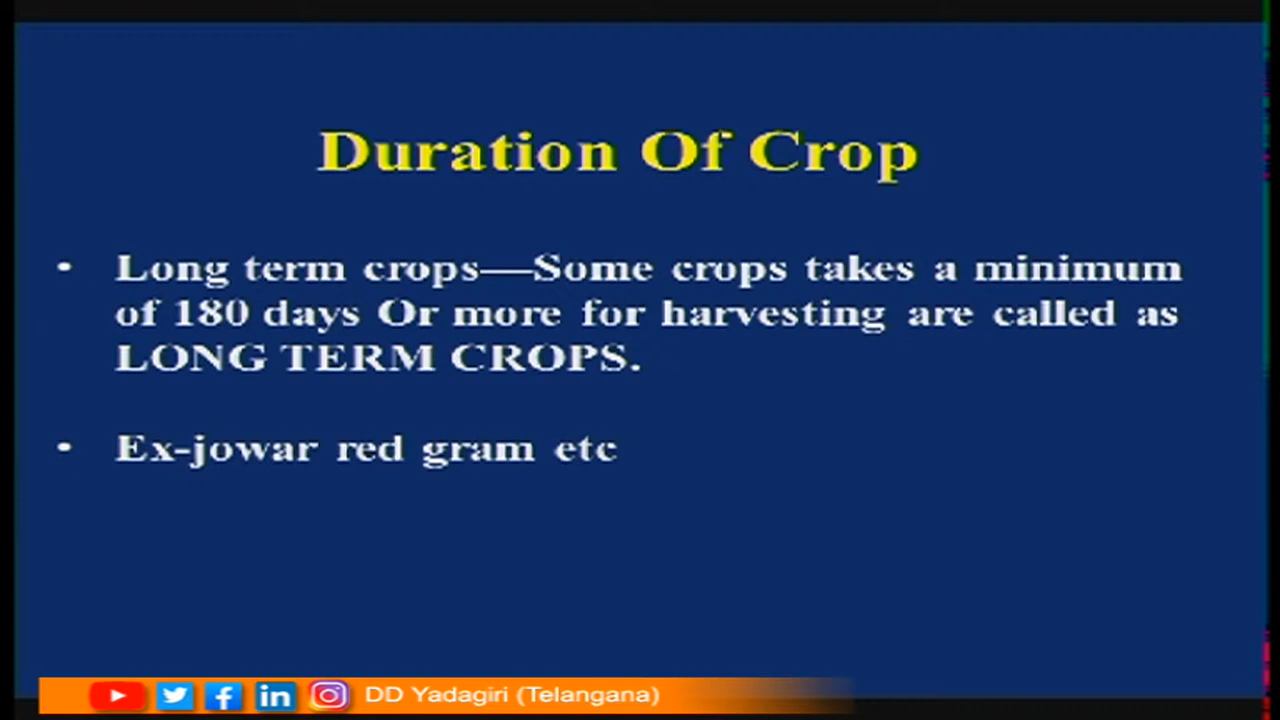 Duration Of Crop
• Long term crops—Some crops takes a minimum
of 180 days Or more for harvesting are called as
LONG TERM CROPS.
• Ex-jowar red gram etc
DD Yadagiri (Telangana)